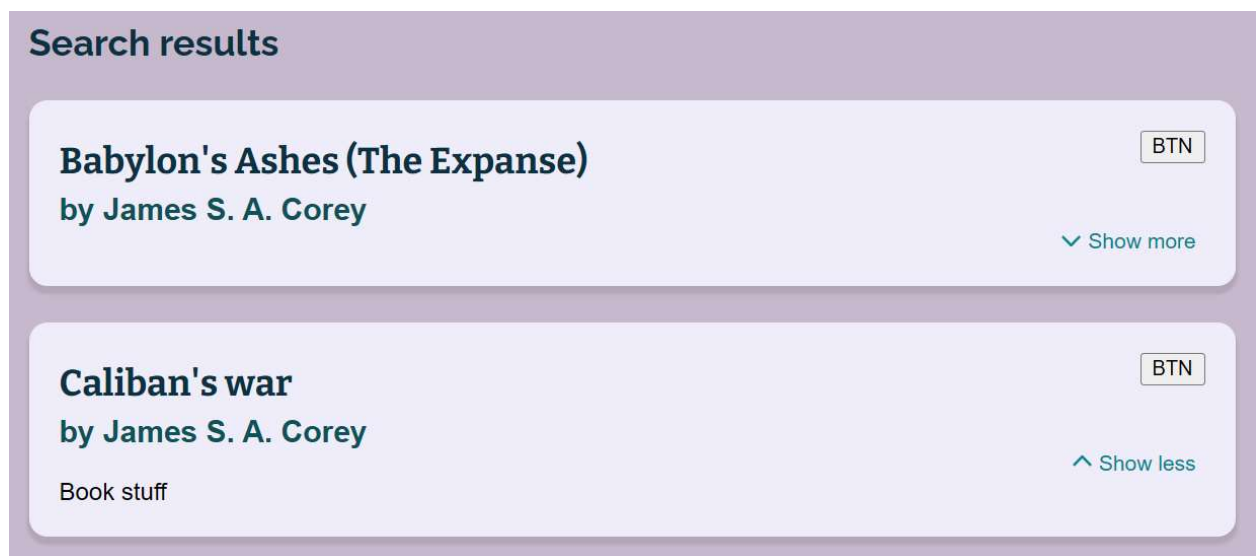 Search results
Babylon's Ashes (The Expanse)
BTN
by James S. A. Corey
Show more
Caliban's war
BTN
by James S. A. Corey
Show less
Book stuff